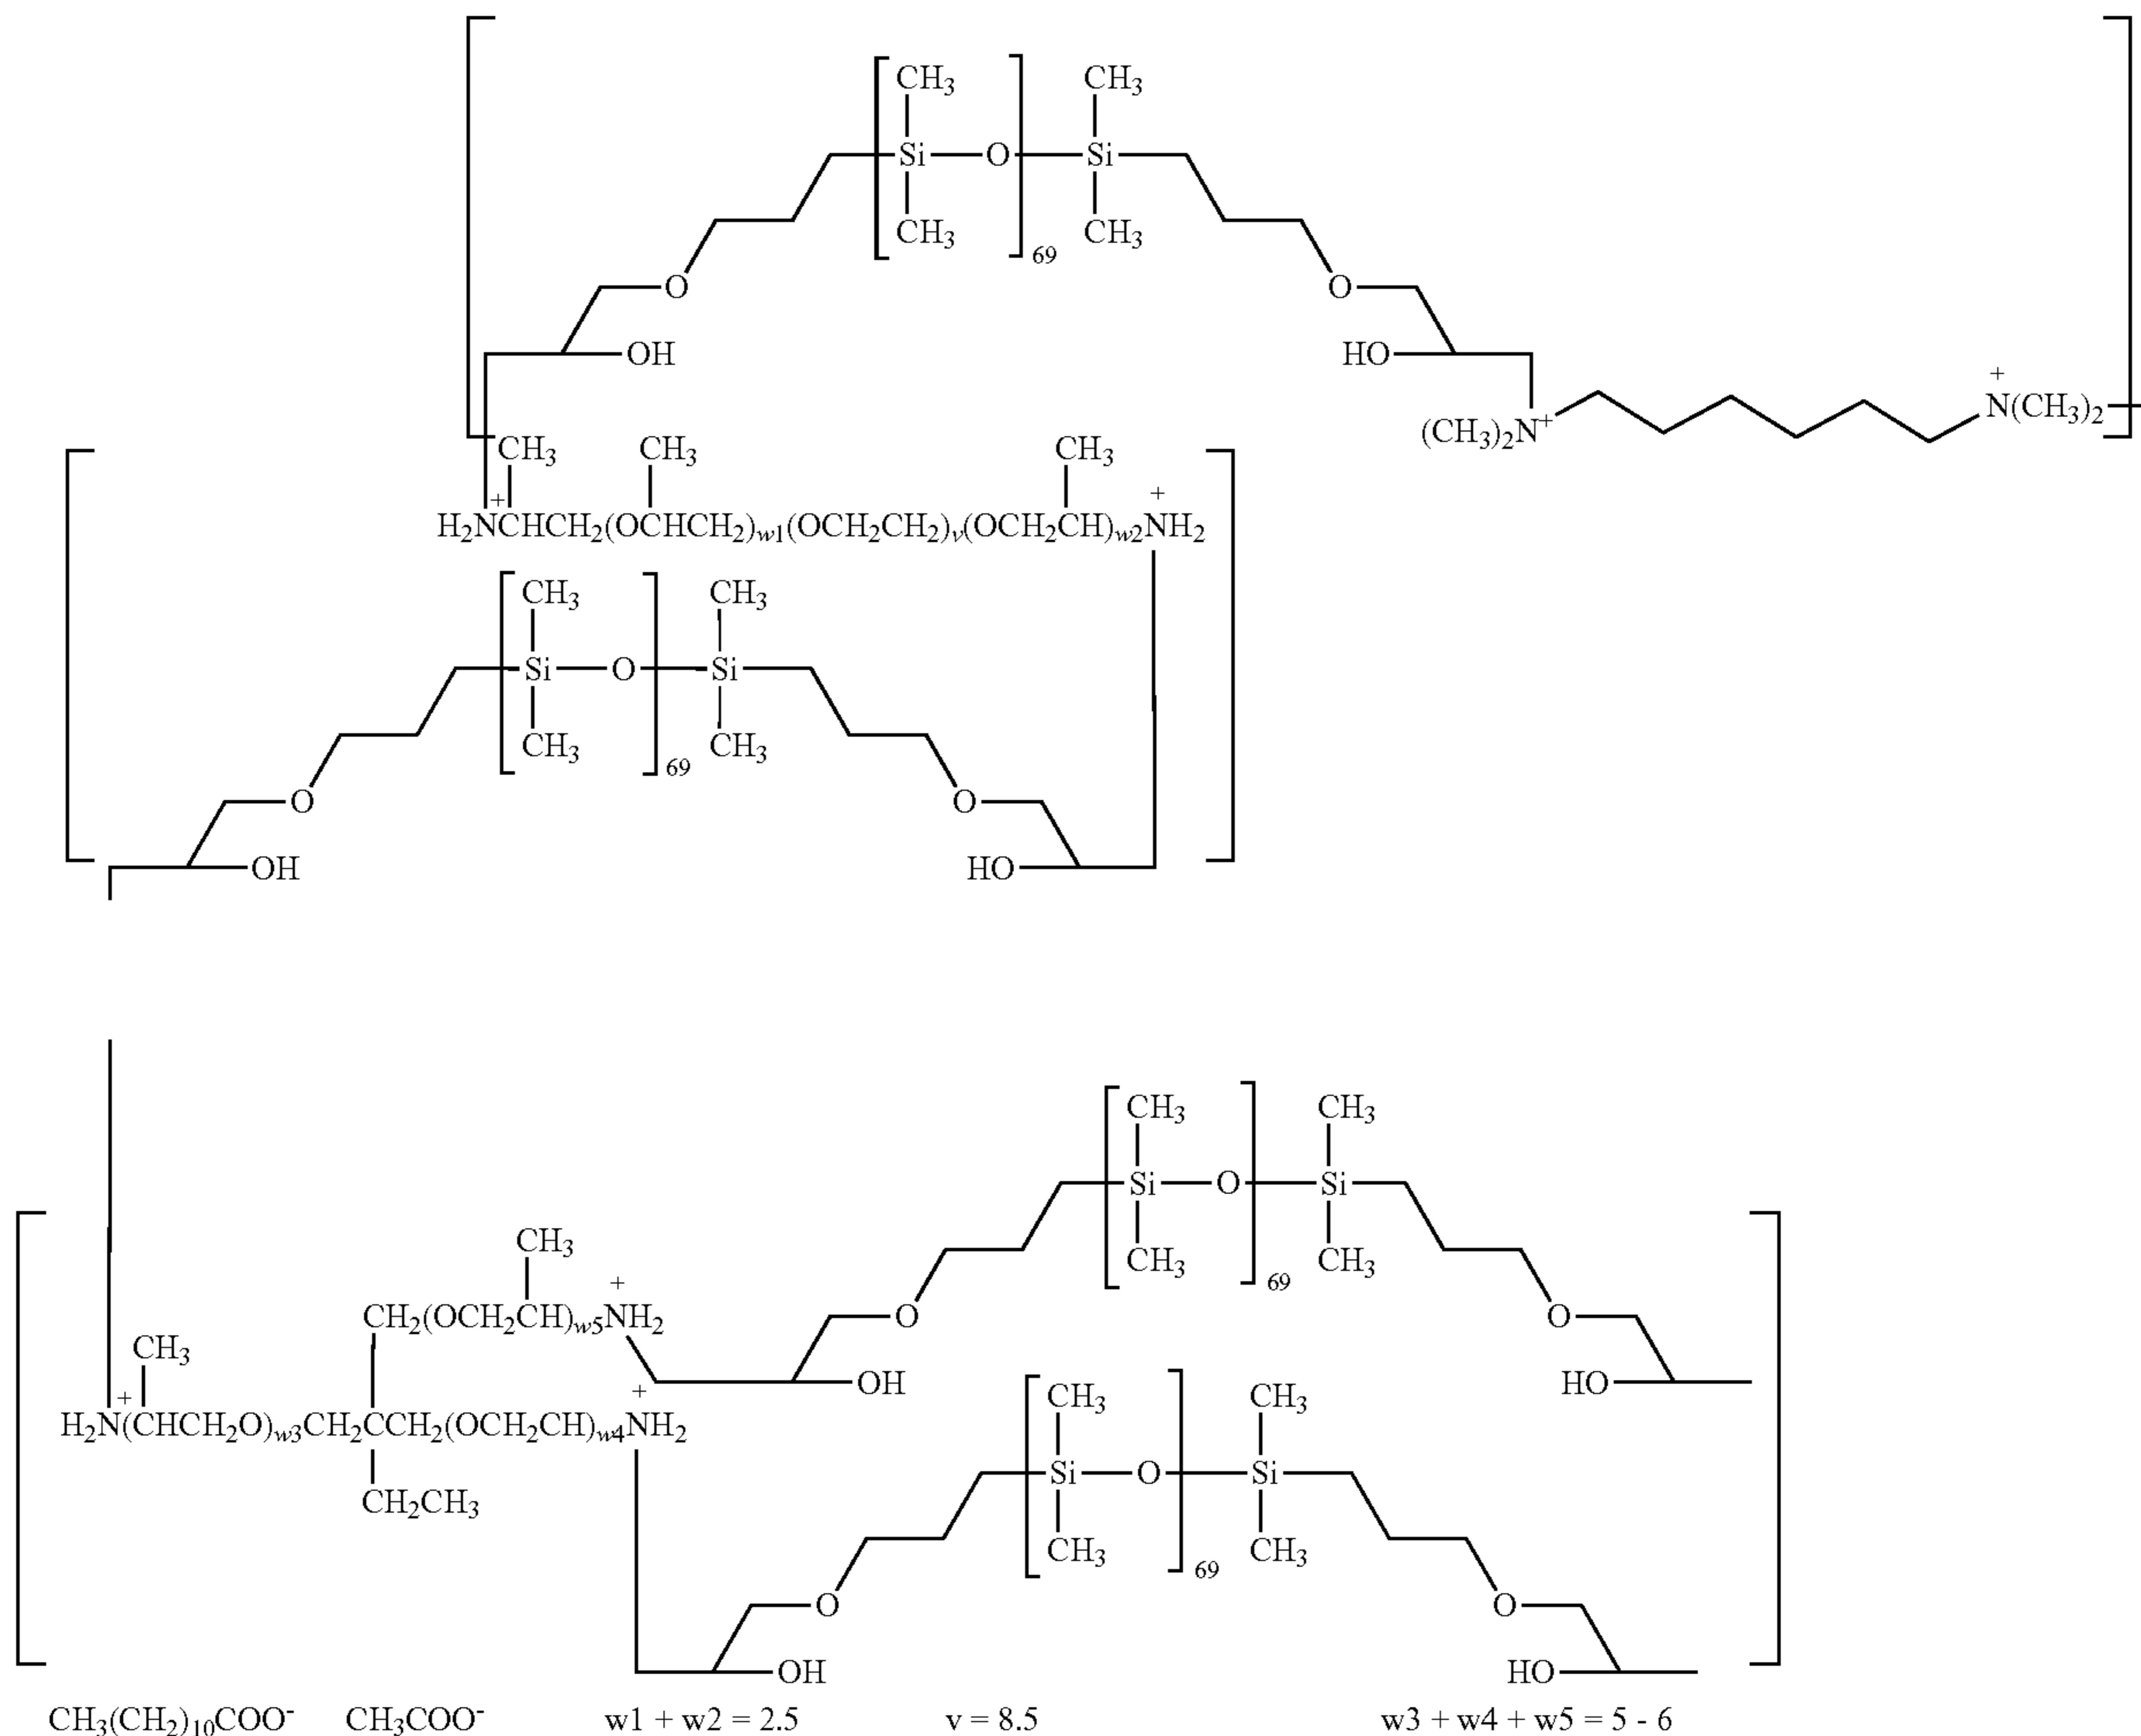 CH3 CH3
Si O Si
CH3 CH3
69
O O
OH HO
+
N(CH3)2
(CH3)2N+
CH3 CH3 CH3
+ +
H2NCHCH2(OCHCH2)w1(OCH2CH2)v(OCH2CH)w2NH2
CH3 CH3
Si O Si
CH3 CH3
69
O O
OH HO
CH3 CH3
Si O Si
CH3 CH3
69
CH3
+
CH2(OCH2CH)w5NH2
O O
CH3
OH HO
+ +
H2N(CHCH2O)w3CH2CCH2(OCH2CH)w4NH2
CH2CH3
CH3 CH3
Si O Si
CH3 CH3
69
O O
OH HO
CH3(CH2)10COO- CH3COO- w1 + w2 = 2.5 v = 8.5 w3 + w4 + w5 = 5 - 6